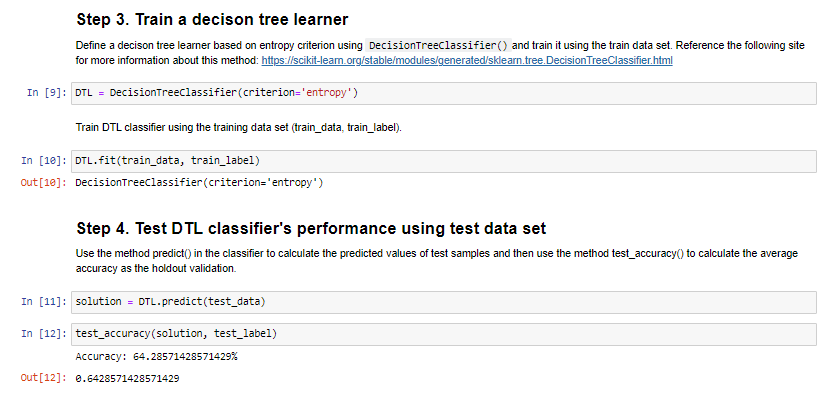 Step 3. Train a decison tree learner
Define a decison tree learner based on entropy criterion using DecisionTreeClassifier() and train it using the train data set. Reference the following site
for more information about this method: https://scikit-learn.org/stable/modules/generated/sklearn.tree.DecisionTreeClassifier.html
In [9]: DTL = DecisionTreeClassifier(criterion='entropy')
Train DTL classifier using the training data set (train_data, train_label).
In [10]: DTL.fit(train_data, train_label)
Out[10]: DecisionTreeClassifier(criterion='entropy')
Step 4. Test DTL classifier's performance using test data set
Use the method predict() in the classifier to calculate the predicted values of test samples and then use the method test_accuracy() to calculate the average
accuracy as the holdout validation.
In [11]: solution = DTL.predict(test_data)
In [12]: test_accuracy(solution, test_label)
Accuracy: 64.28571428571429%
Out[12]: 0.6428571428571429